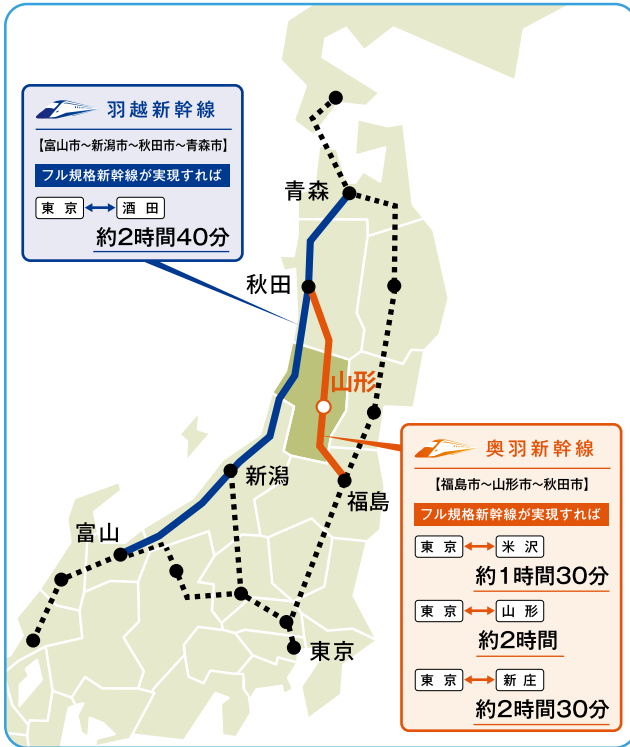 羽越新幹線
【富山市～新潟市～秋田市～青森市】
フル規格新幹線が実現すれば
東京 酒田
約2時間40分
青森
秋田
山形
新潟
福島
富山
東京
奥羽新幹線
【福島市～山形市～秋田市】
フル規格新幹線が実現すれば
東京 米沢
約1時間30分
東京 山形
約2時間
東京 新庄
約2時間30分